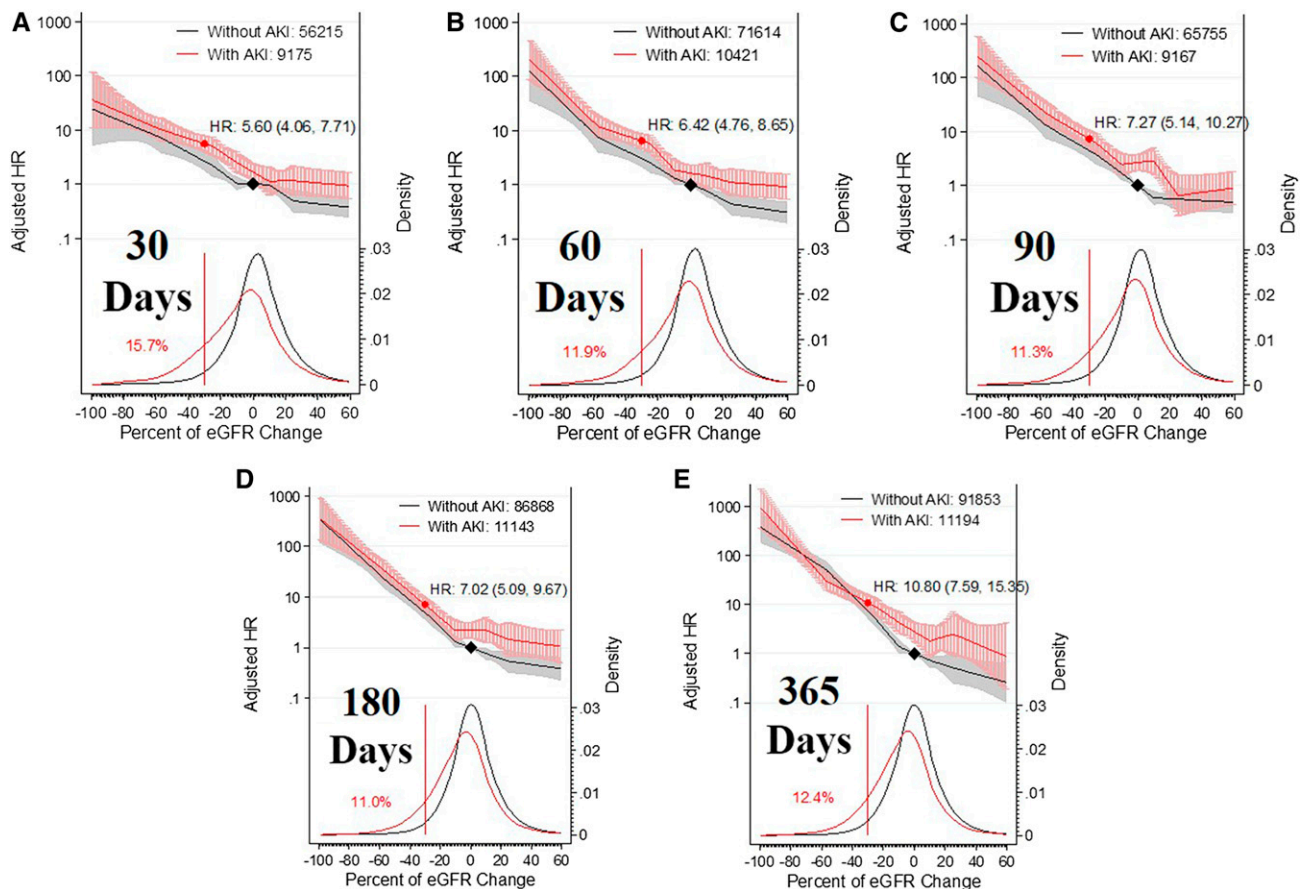 A
Without AKI: 56215
With AKI: 9175
100
10
1
.1
Adjusted HR
HR: 5.60 (4.06, 7.71)
Density
30
Days
15.7%
.03
.02
.01
0
-100 -80 -60 -40 -20 0 20 40 60
Percent of eGFR Change
B
Without AKI: 71614
With AKI: 10421
100
10
1
.1
Adjusted HR
HR: 6.42 (4.76, 8.65)
Density
60
Days
11.9%
.03
.02
.01
0
-100 -80 -60 -40 -20 0 20 40 60
Percent of eGFR Change
C
Without AKI: 65755
With AKI: 9167
100
10
1
.1
Adjusted HR
HR: 7.27 (5.14, 10.27)
Density
90
Days
11.3%
.03
.02
.01
0
-100 -80 -60 -40 -20 0 20 40 60
Percent of eGFR Change
D
Without AKI: 86868
With AKI: 11143
1000
100
10
1
.1
Adjusted HR
HR: 7.02 (5.09, 9.67)
Density
180
Days
11.0%
.03
.02
.01
0
-100 -80 -60 -40 -20 0 20 40 60
Percent of eGFR Change
E
Without AKI: 91853
With AKI: 11194
1000
100
10
1
.1
Adjusted HR
HR: 10.80 (7.59, 15.35)
Density
365
Days
12.4%
.03
.02
.01
0
-100 -80 -60 -40 -20 0 20 40 60
Percent of eGFR Change